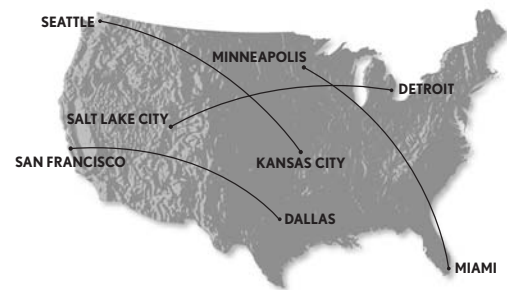 SEATTLE
MINNEAPOLIS
DETROIT
SALT LAKE CITY
SAN FRANCISCO
KANSAS CITY
DALLAS
MIAMI